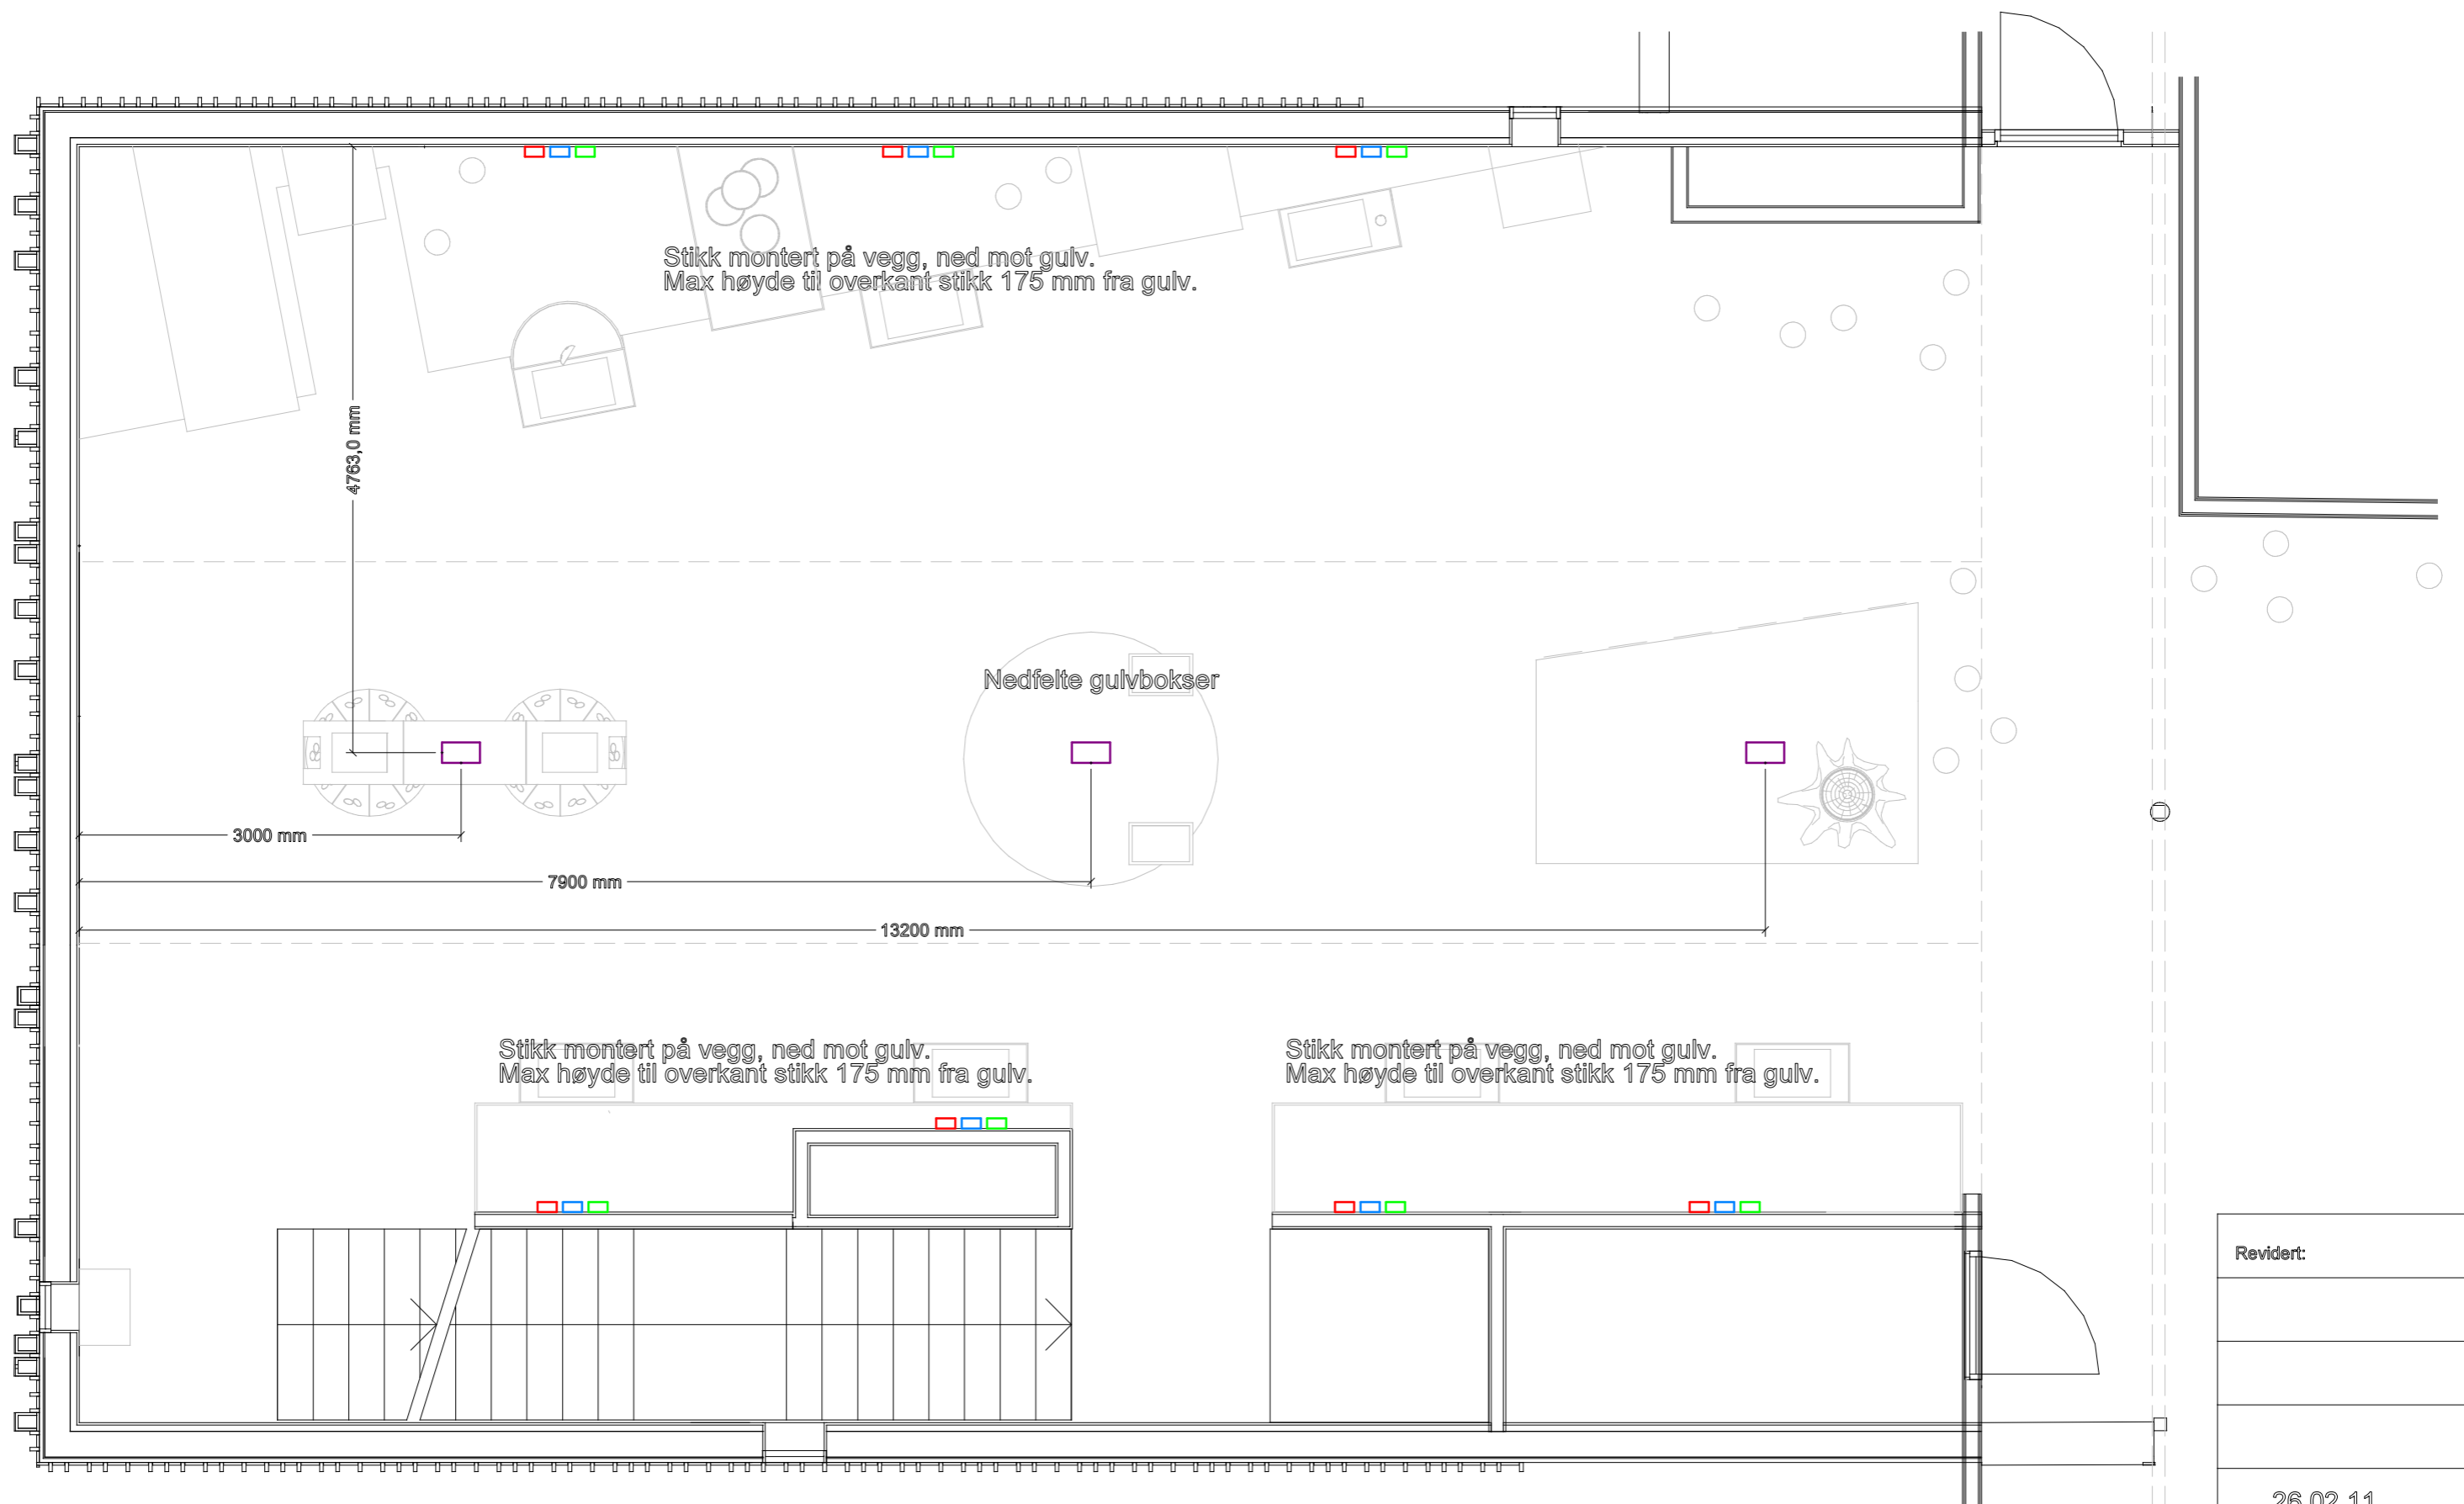 Stikk montert på vegg, ned mot gulv.
Max høyde til overkant stikk 175 mm fra gulv.
4763,0 mm
Nedfelte gulvbokser
3000 mm
7900 mm
13200 mm
Stikk montert på vegg, ned mot gulv.
Max høyde til overkant stikk 175 mm fra gulv.
Stikk montert på vegg, ned mot gulv.
Max høyde til overkant stikk 175 mm fra gulv.
Revidert:
26.02.11